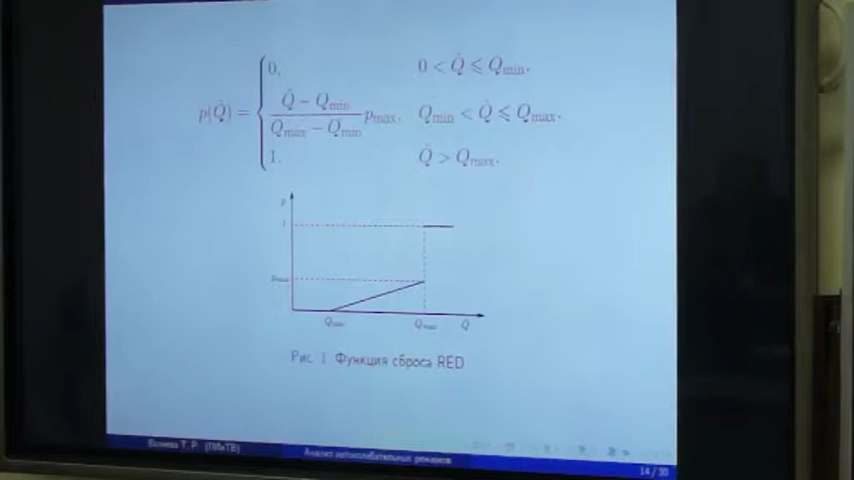 p(Q̂) = { 0, 0 < Q̂ ⩽ Q_min,
(Q̂ − Q_min) / (Q_max − Q_min) p_max, Q_min < Q̂ ⩽ Q_max,
1, Q̂ > Q_max.
p
1
p_max
Q_min Q_max Q̂
Рис. 1. Функция сброса RED
Т. Р. Анализ автоколебательных режимов 14 / 30